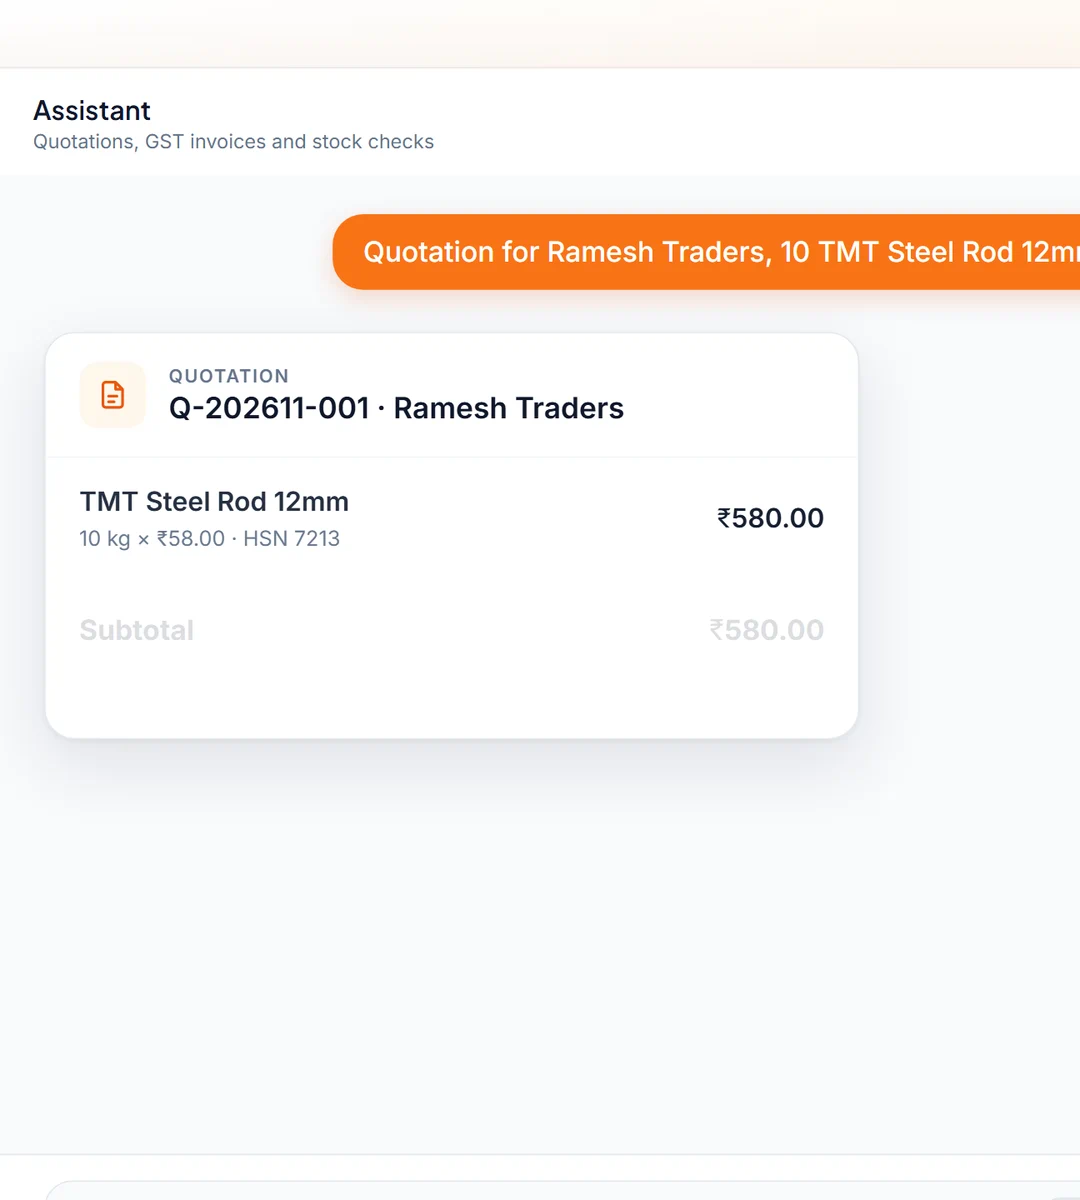 Assistant
Quotations, GST invoices and stock checks
Quotation for Ramesh Traders, 10 TMT Steel Rod
QUOTATION
Q-202611-001 · Ramesh Traders
TMT Steel Rod 12mm
₹580.00
10 kg × ₹58.00 · HSN 7213
Subtotal
₹580.00